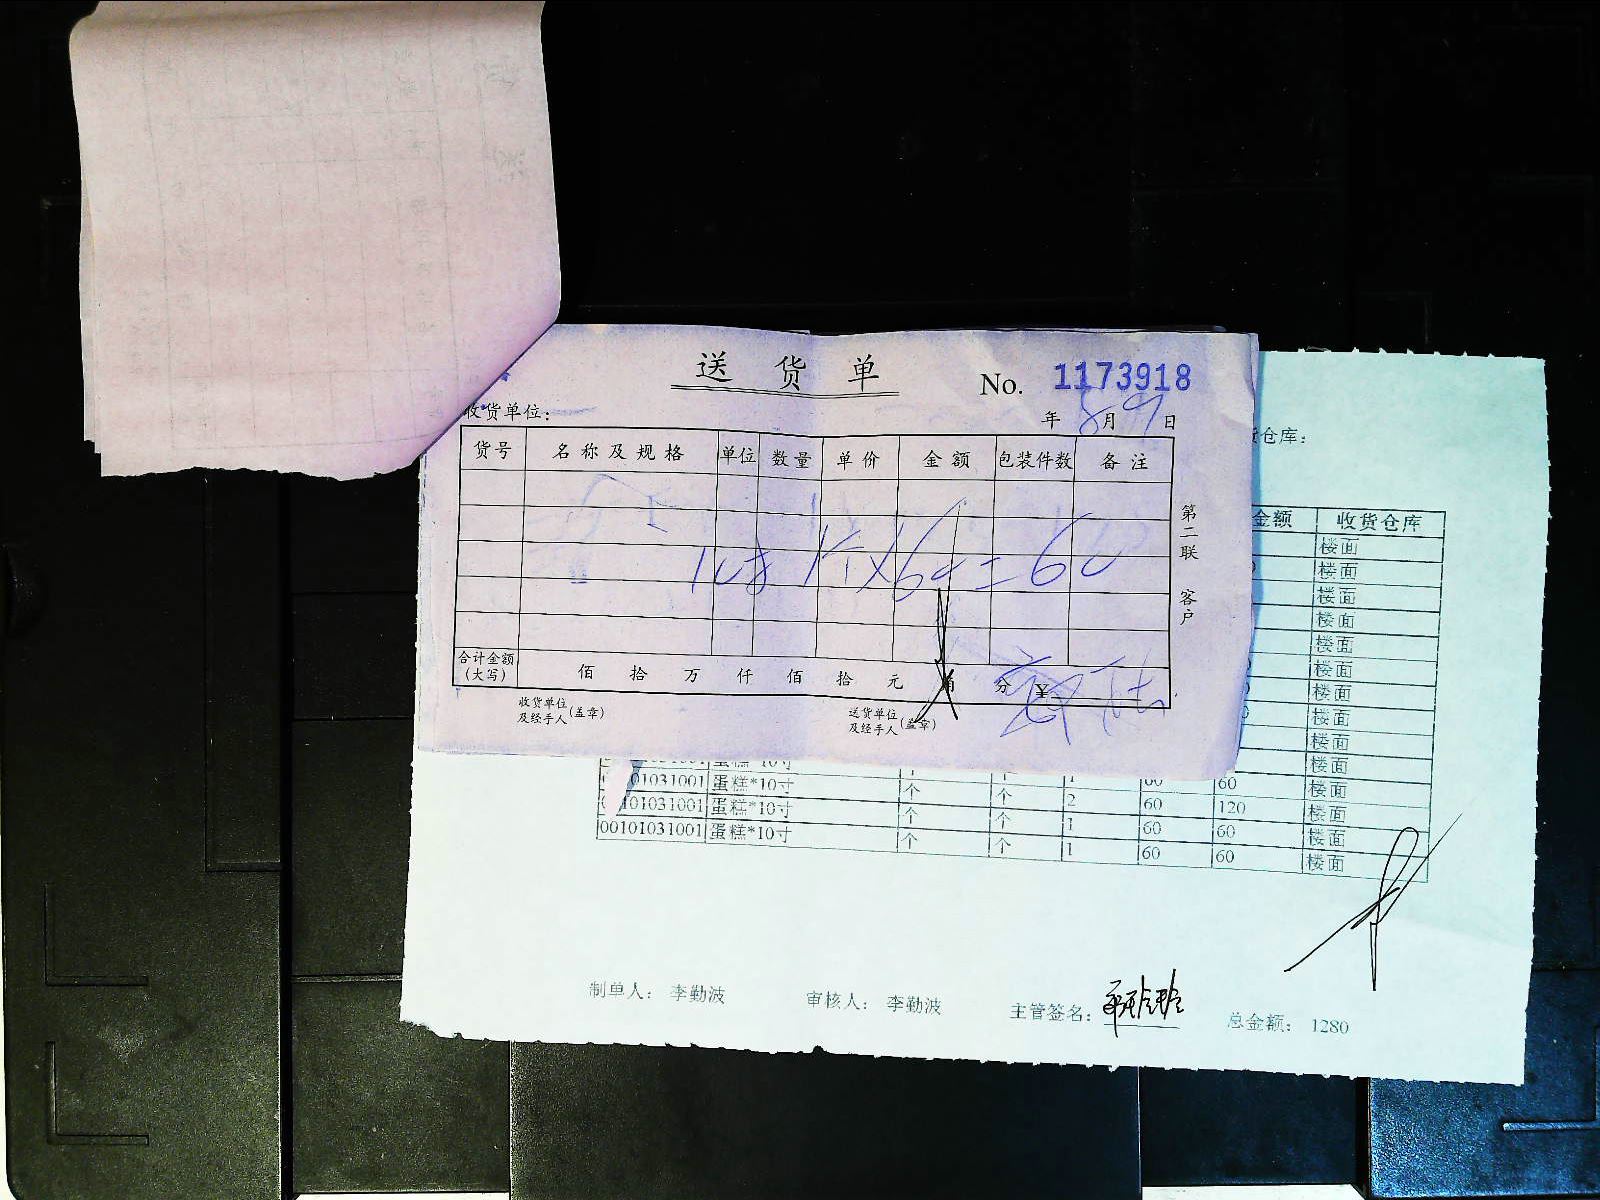 送货单
No. 1173918
收货单位：
年 8月9日
货号 名称及规格 单位 数量 单价 金额 包装件数 备注
10寸 1个×60=60
合计金额(大写) 佰 拾 万 仟 佰 拾 元 角 分 ¥
收货单位及经手人(盖章) 送货单位及经手人(盖章)
第二联 客户
货仓库：
金额 收货仓库
楼面
楼面
楼面
楼面
楼面
楼面
楼面
楼面
楼面
楼面
01031001 蛋糕*10寸 个 个 1 60 60 楼面
101031001 蛋糕*10寸 个 个 2 60 120 楼面
00101031001 蛋糕*10寸 个 个 1 60 60 楼面
个 个 1 60 60 楼面
制单人： 李勤波 审核人： 李勤波 主管签名： 总金额： 1280